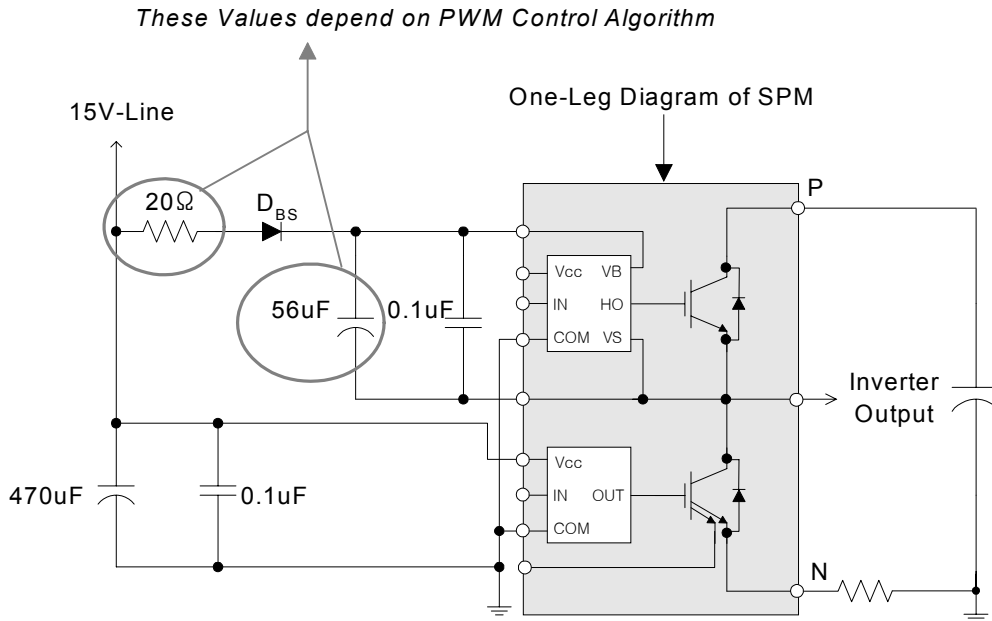 These Values depend on PWM Control Algorithm
15V-Line
One-Leg Diagram of SPM
P
20Ω
D_BS
Vcc VB
IN HO
COM VS
56uF
0.1uF
Inverter
Output
Vcc
IN OUT
COM
470uF
0.1uF
N